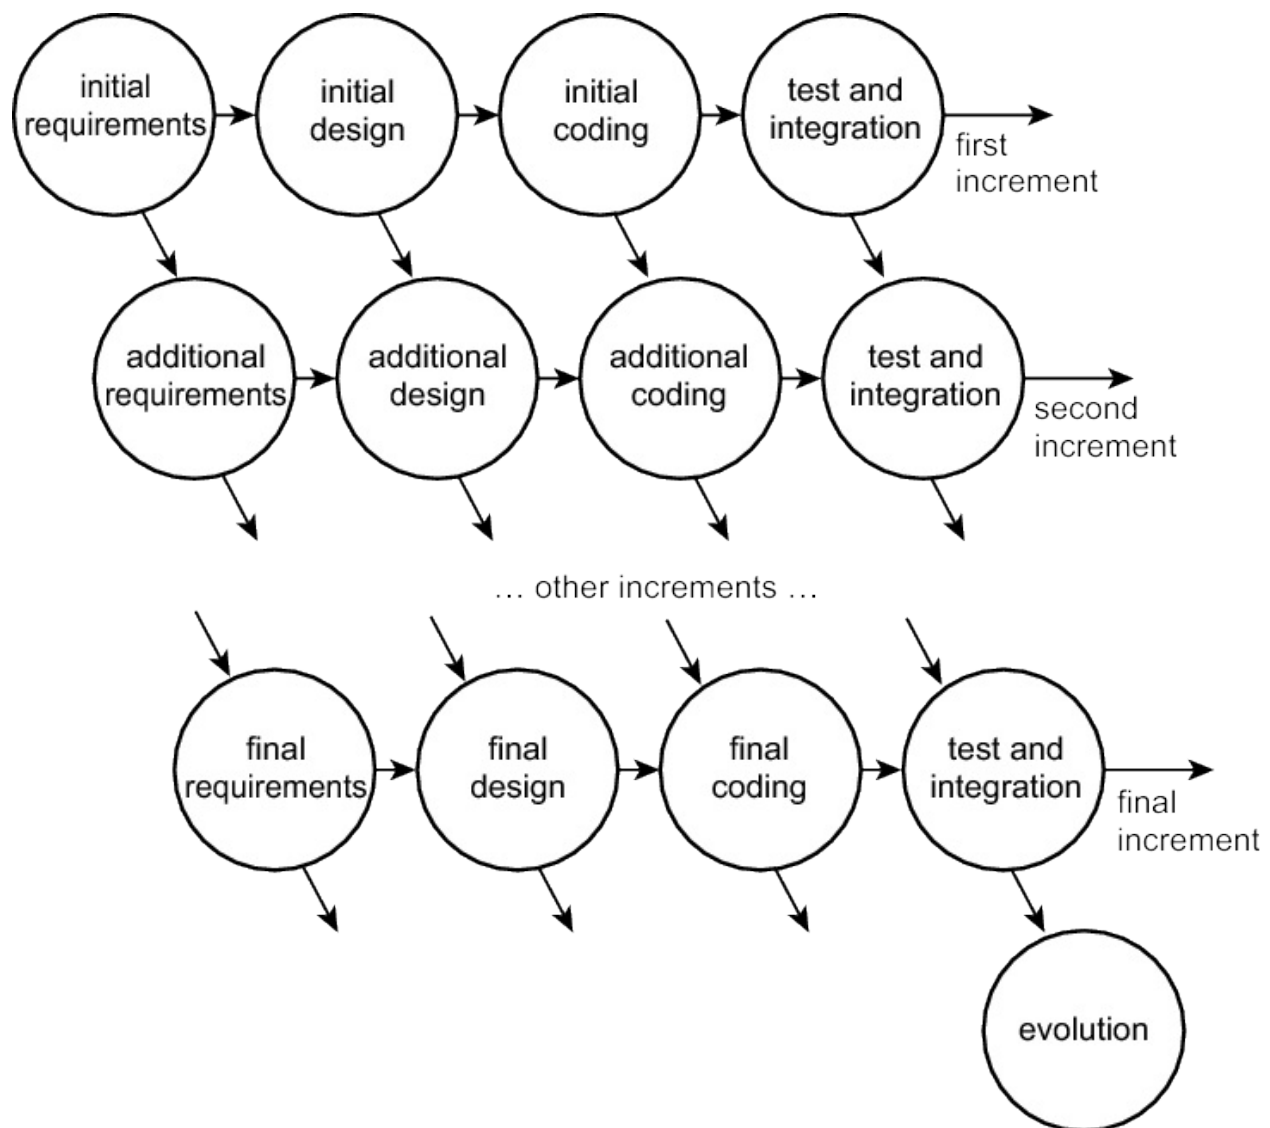 initial
requirements
initial
design
initial
coding
test and
integration
first
increment
additional
requirements
additional
design
additional
coding
test and
integration
second
increment
... other increments ...
final
requirements
final
design
final
coding
test and
integration
final
increment
evolution